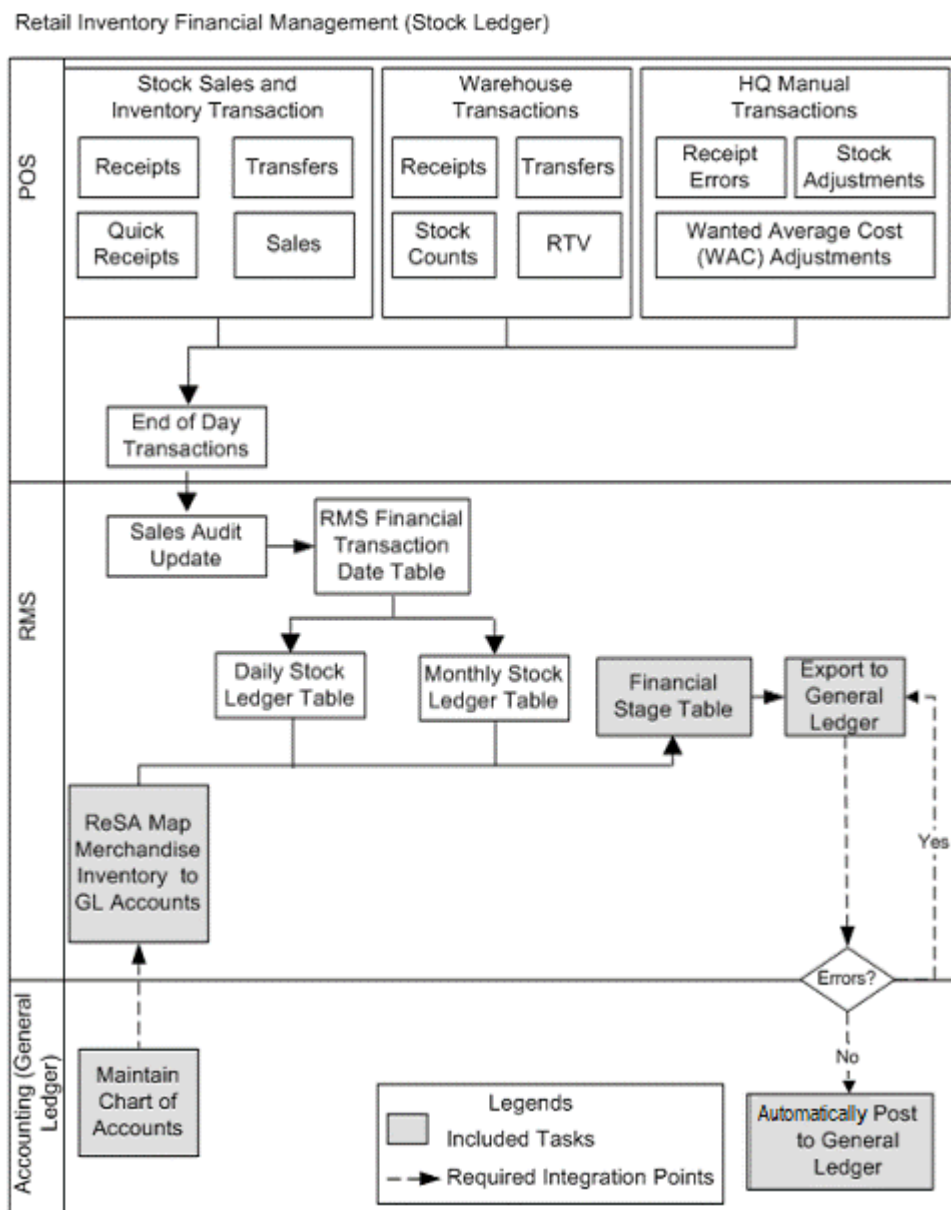 Retail Inventory Financial Management (Stock Ledger)
POS
Stock Sales and
Inventory Transaction
Receipts
Transfers
Quick
Receipts
Sales
Warehouse
Transactions
Receipts
Transfers
Stock
Counts
RTV
HQ Manual
Transactions
Receipt
Errors
Stock
Adjustments
Wanted Average Cost
(WAC) Adjustments
End of Day
Transactions
RMS
Sales Audit
Update
RMS Financial
Transaction
Date Table
Daily Stock
Ledger Table
Monthly Stock
Ledger Table
Financial
Stage Table
Export to
General
Ledger
ReSA Map
Merchandise
Inventory to
GL Accounts
Yes
Errors?
No
Accounting (General
Ledger)
Maintain
Chart of
Accounts
Legends
Included Tasks
Required Integration Points
Automatically Post
to General
Ledger